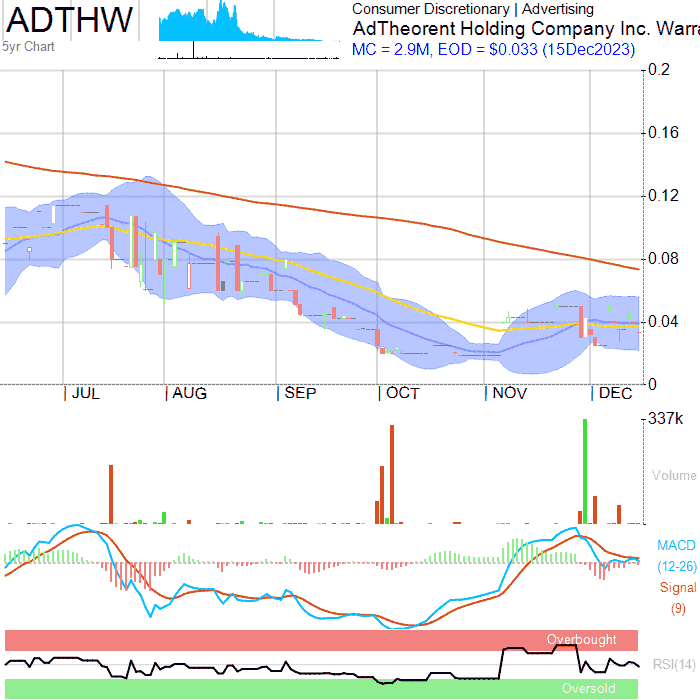 ADTHW
5yr Chart
Consumer Discretionary | Advertising
AdTheorent Holding Company Inc. Warra
MC = 2.9M, EOD = $0.033 (15Dec2023)
0.2
0.16
0.12
0.08
0.04
0
JUL AUG SEP OCT NOV DEC
337k
Volume
MACD
(12-26)
Signal
(9)
Overbought
RSI(14)
Oversold